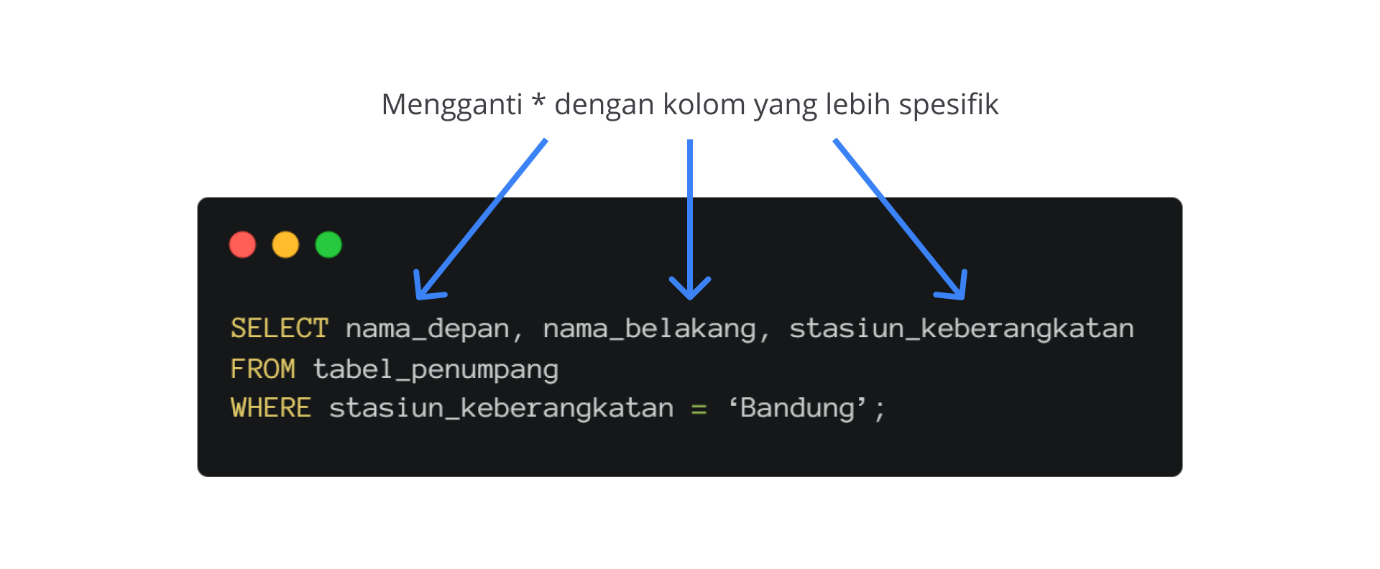 Mengganti * dengan kolom yang lebih spesifik
SELECT nama_depan, nama_belakang, stasiun_keberangkatan
FROM tabel_penumpang
WHERE stasiun_keberangkatan = ‘Bandung’;